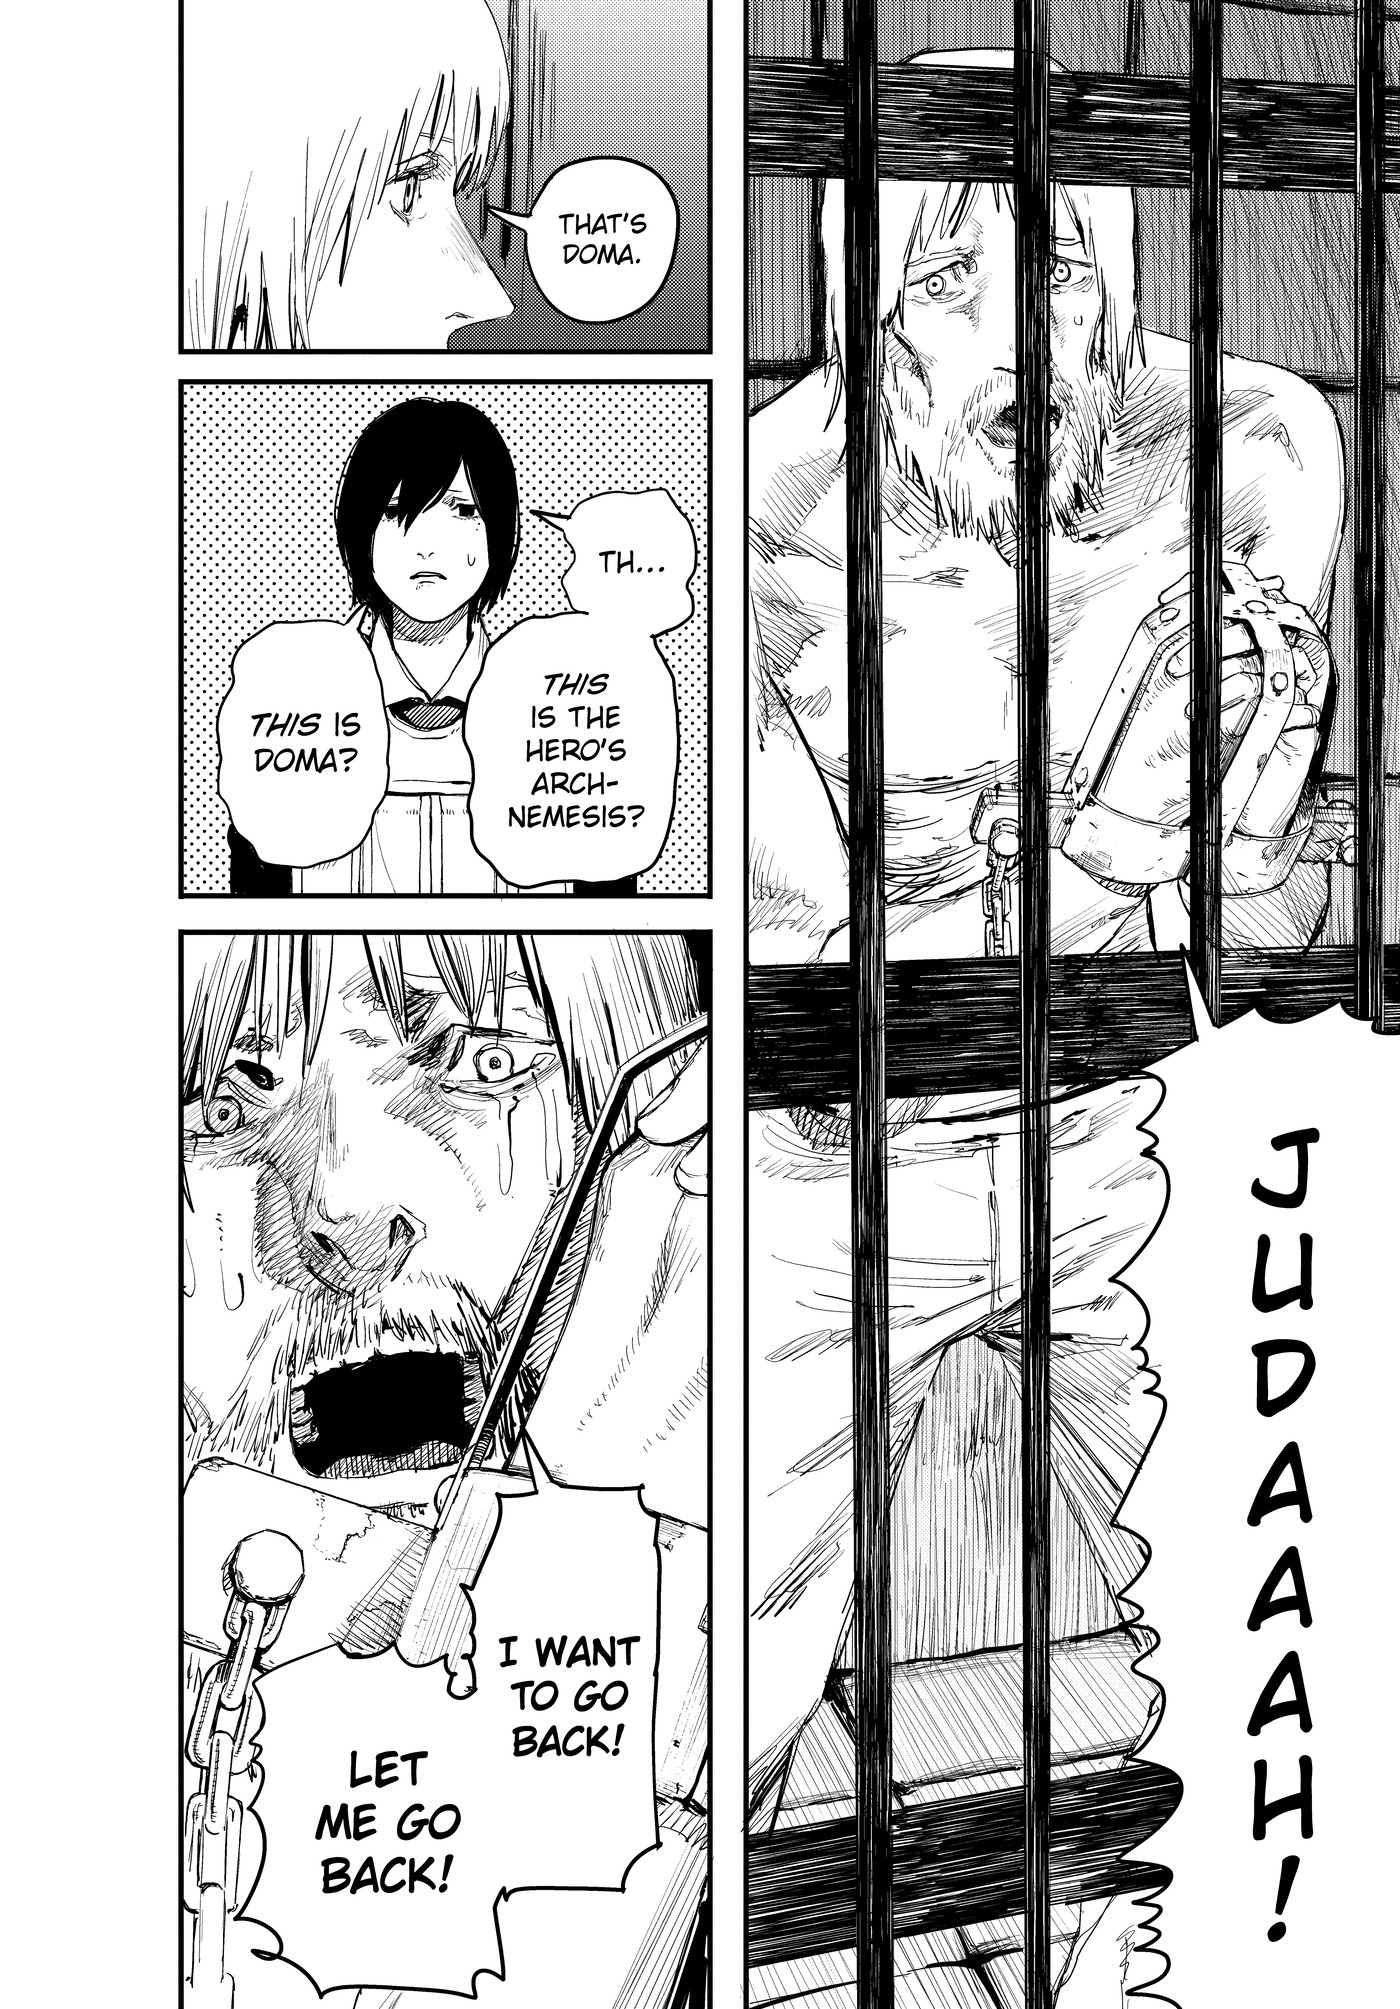 JUDAAAH!
THAT'S
DOMA.
TH...
THIS
IS THE
HERO'S
ARCH-
NEMESIS?
THIS IS
DOMA?
I WANT
TO GO
BACK!
LET
ME GO
BACK!